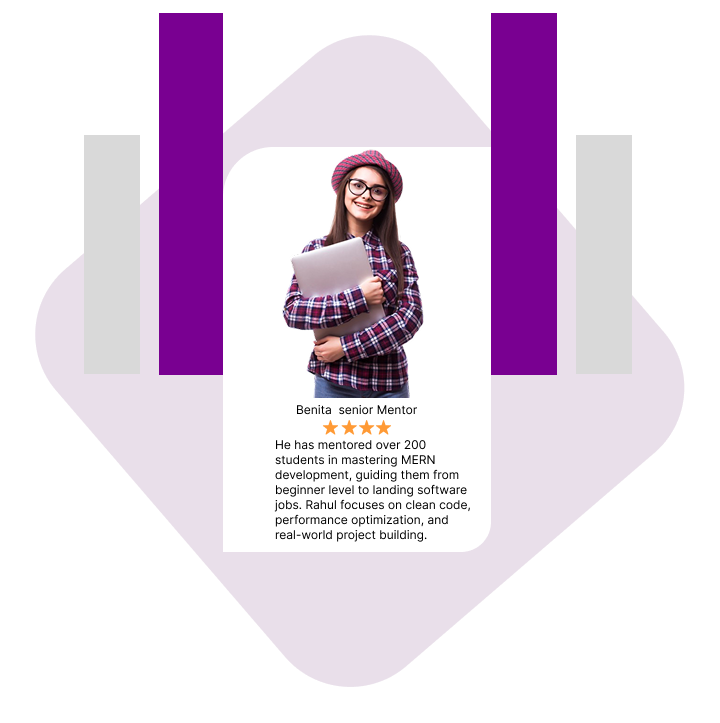 Benita  senior Mentor
He has mentored over 200
students in mastering MERN
development, guiding them from
beginner level to landing software
jobs. Rahul focuses on clean code,
performance optimization, and
real-world project building.